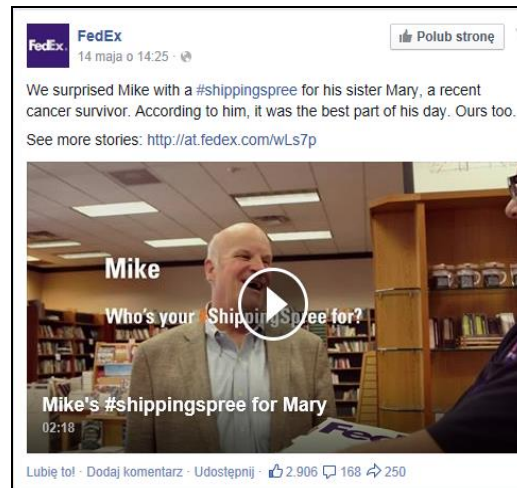 FedEx.
FedEx
14 maja o 14:25 ·
Polub stronę
We surprised Mike with a #shippingspree for his sister Mary, a recent
cancer survivor. According to him, it was the best part of his day. Ours too.
See more stories: http://at.fedex.com/wLs7p
Mike
Who's your #ShippingSpree for?
Mike's #shippingspree for Mary
02:18
FedEx
Lubię to! · Dodaj komentarz · Udostępnij · 2.906 168 250